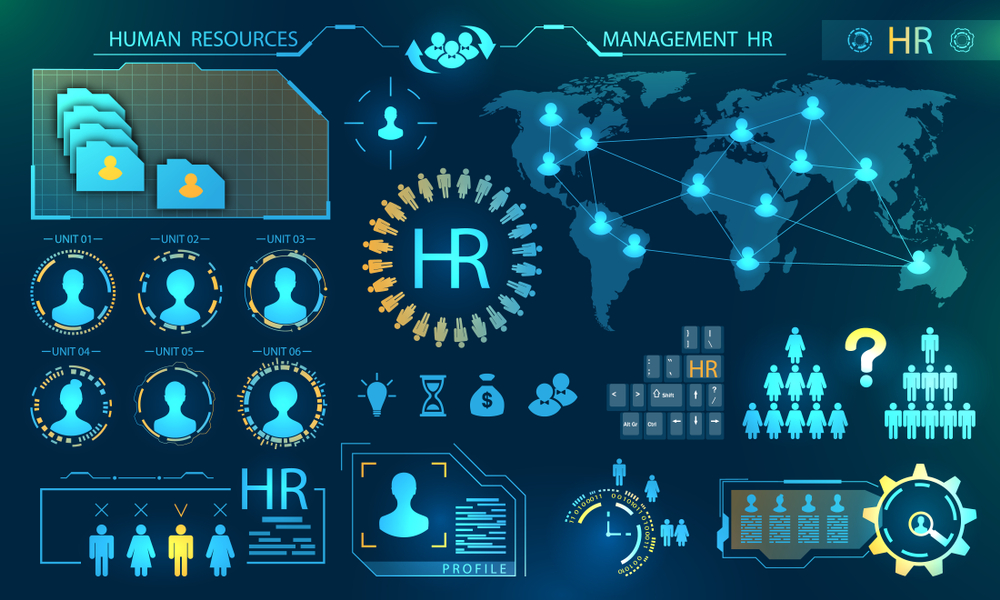 HUMAN RESOURCES
MANAGEMENT HR
HR
UNIT 01
UNIT 02
UNIT 03
HR
UNIT 04
UNIT 05
UNIT 06
$
?
HR
< > Shift ?
/
Alt Gr Ctrl
HR
PROFILE